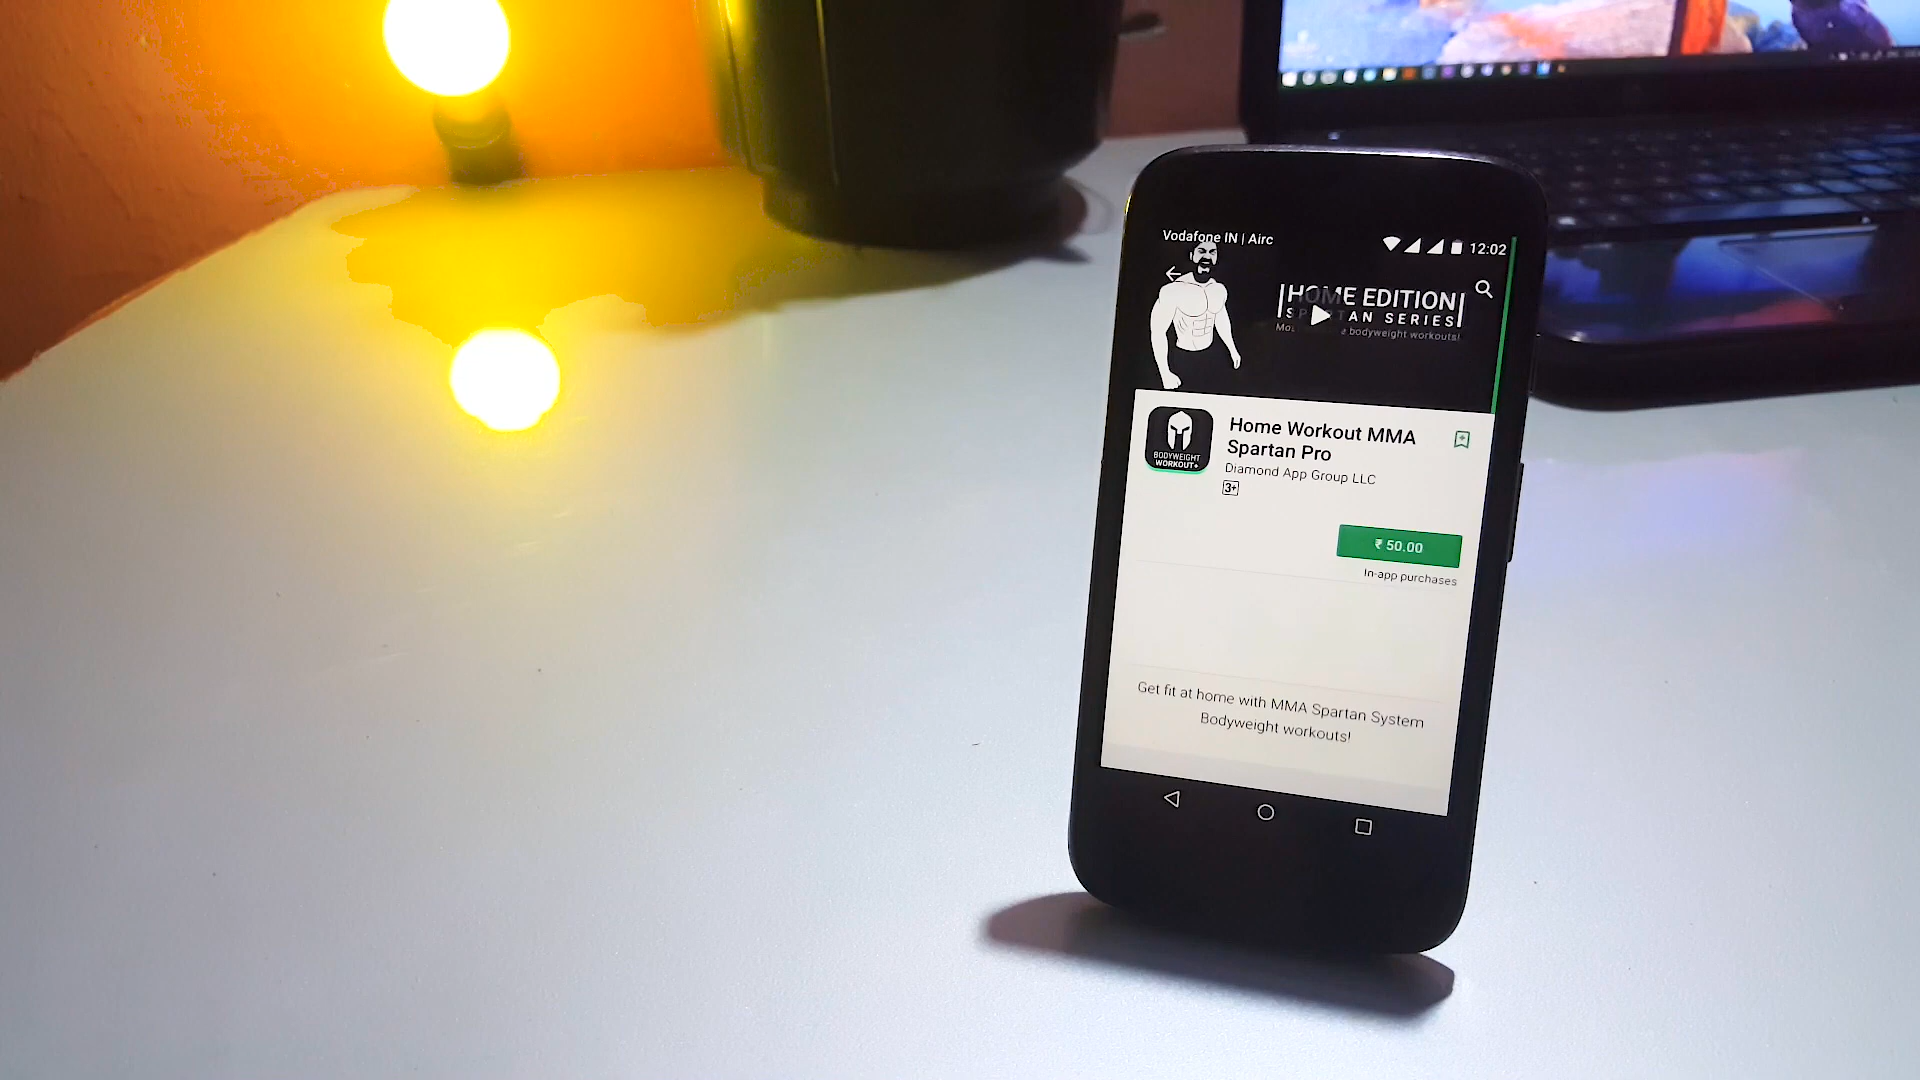 Vodafone IN | Airc
12:02
HOME EDITION
AN SERIES
bodyweight workouts!
BODYWEIGHT
WORKOUT+
Home Workout MMA
Spartan Pro
Diamond App Group LLC
3+
₹ 50.00
In-app purchases
Get fit at home with MMA Spartan System
Bodyweight workouts!